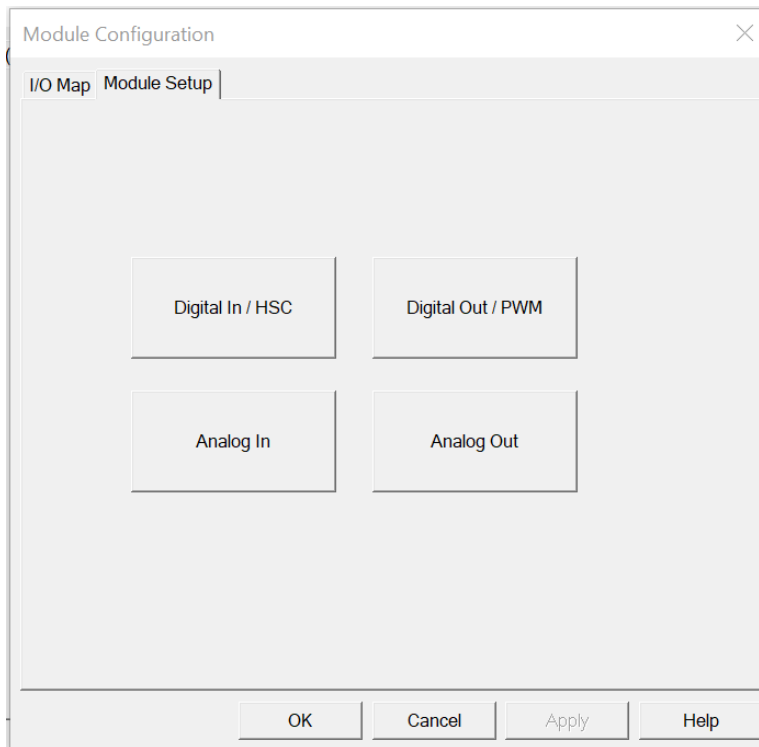 Module Configuration
(
I/O Map Module Setup
Digital In / HSC Digital Out / PWM
Analog In Analog Out
OK Cancel Apply Help